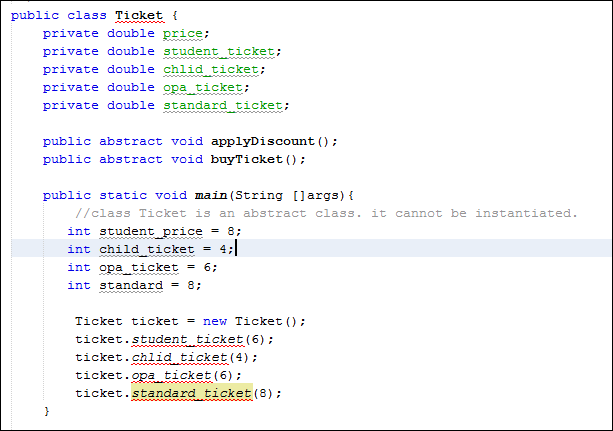 public class Ticket {
private double price;
private double student_ticket;
private double chlid_ticket;
private double opa_ticket;
private double standard_ticket;
public abstract void applyDiscount();
public abstract void buyTicket();
public static void main(String []args){
//class Ticket is an abstract class. it cannot be instantiated.
int student_price = 8;
int child_ticket = 4;
int opa_ticket = 6;
int standard = 8;
Ticket ticket = new Ticket();
ticket.student_ticket(6);
ticket.chlid_ticket(4);
ticket.opa_ticket(6);
ticket.standard_ticket(8);
}